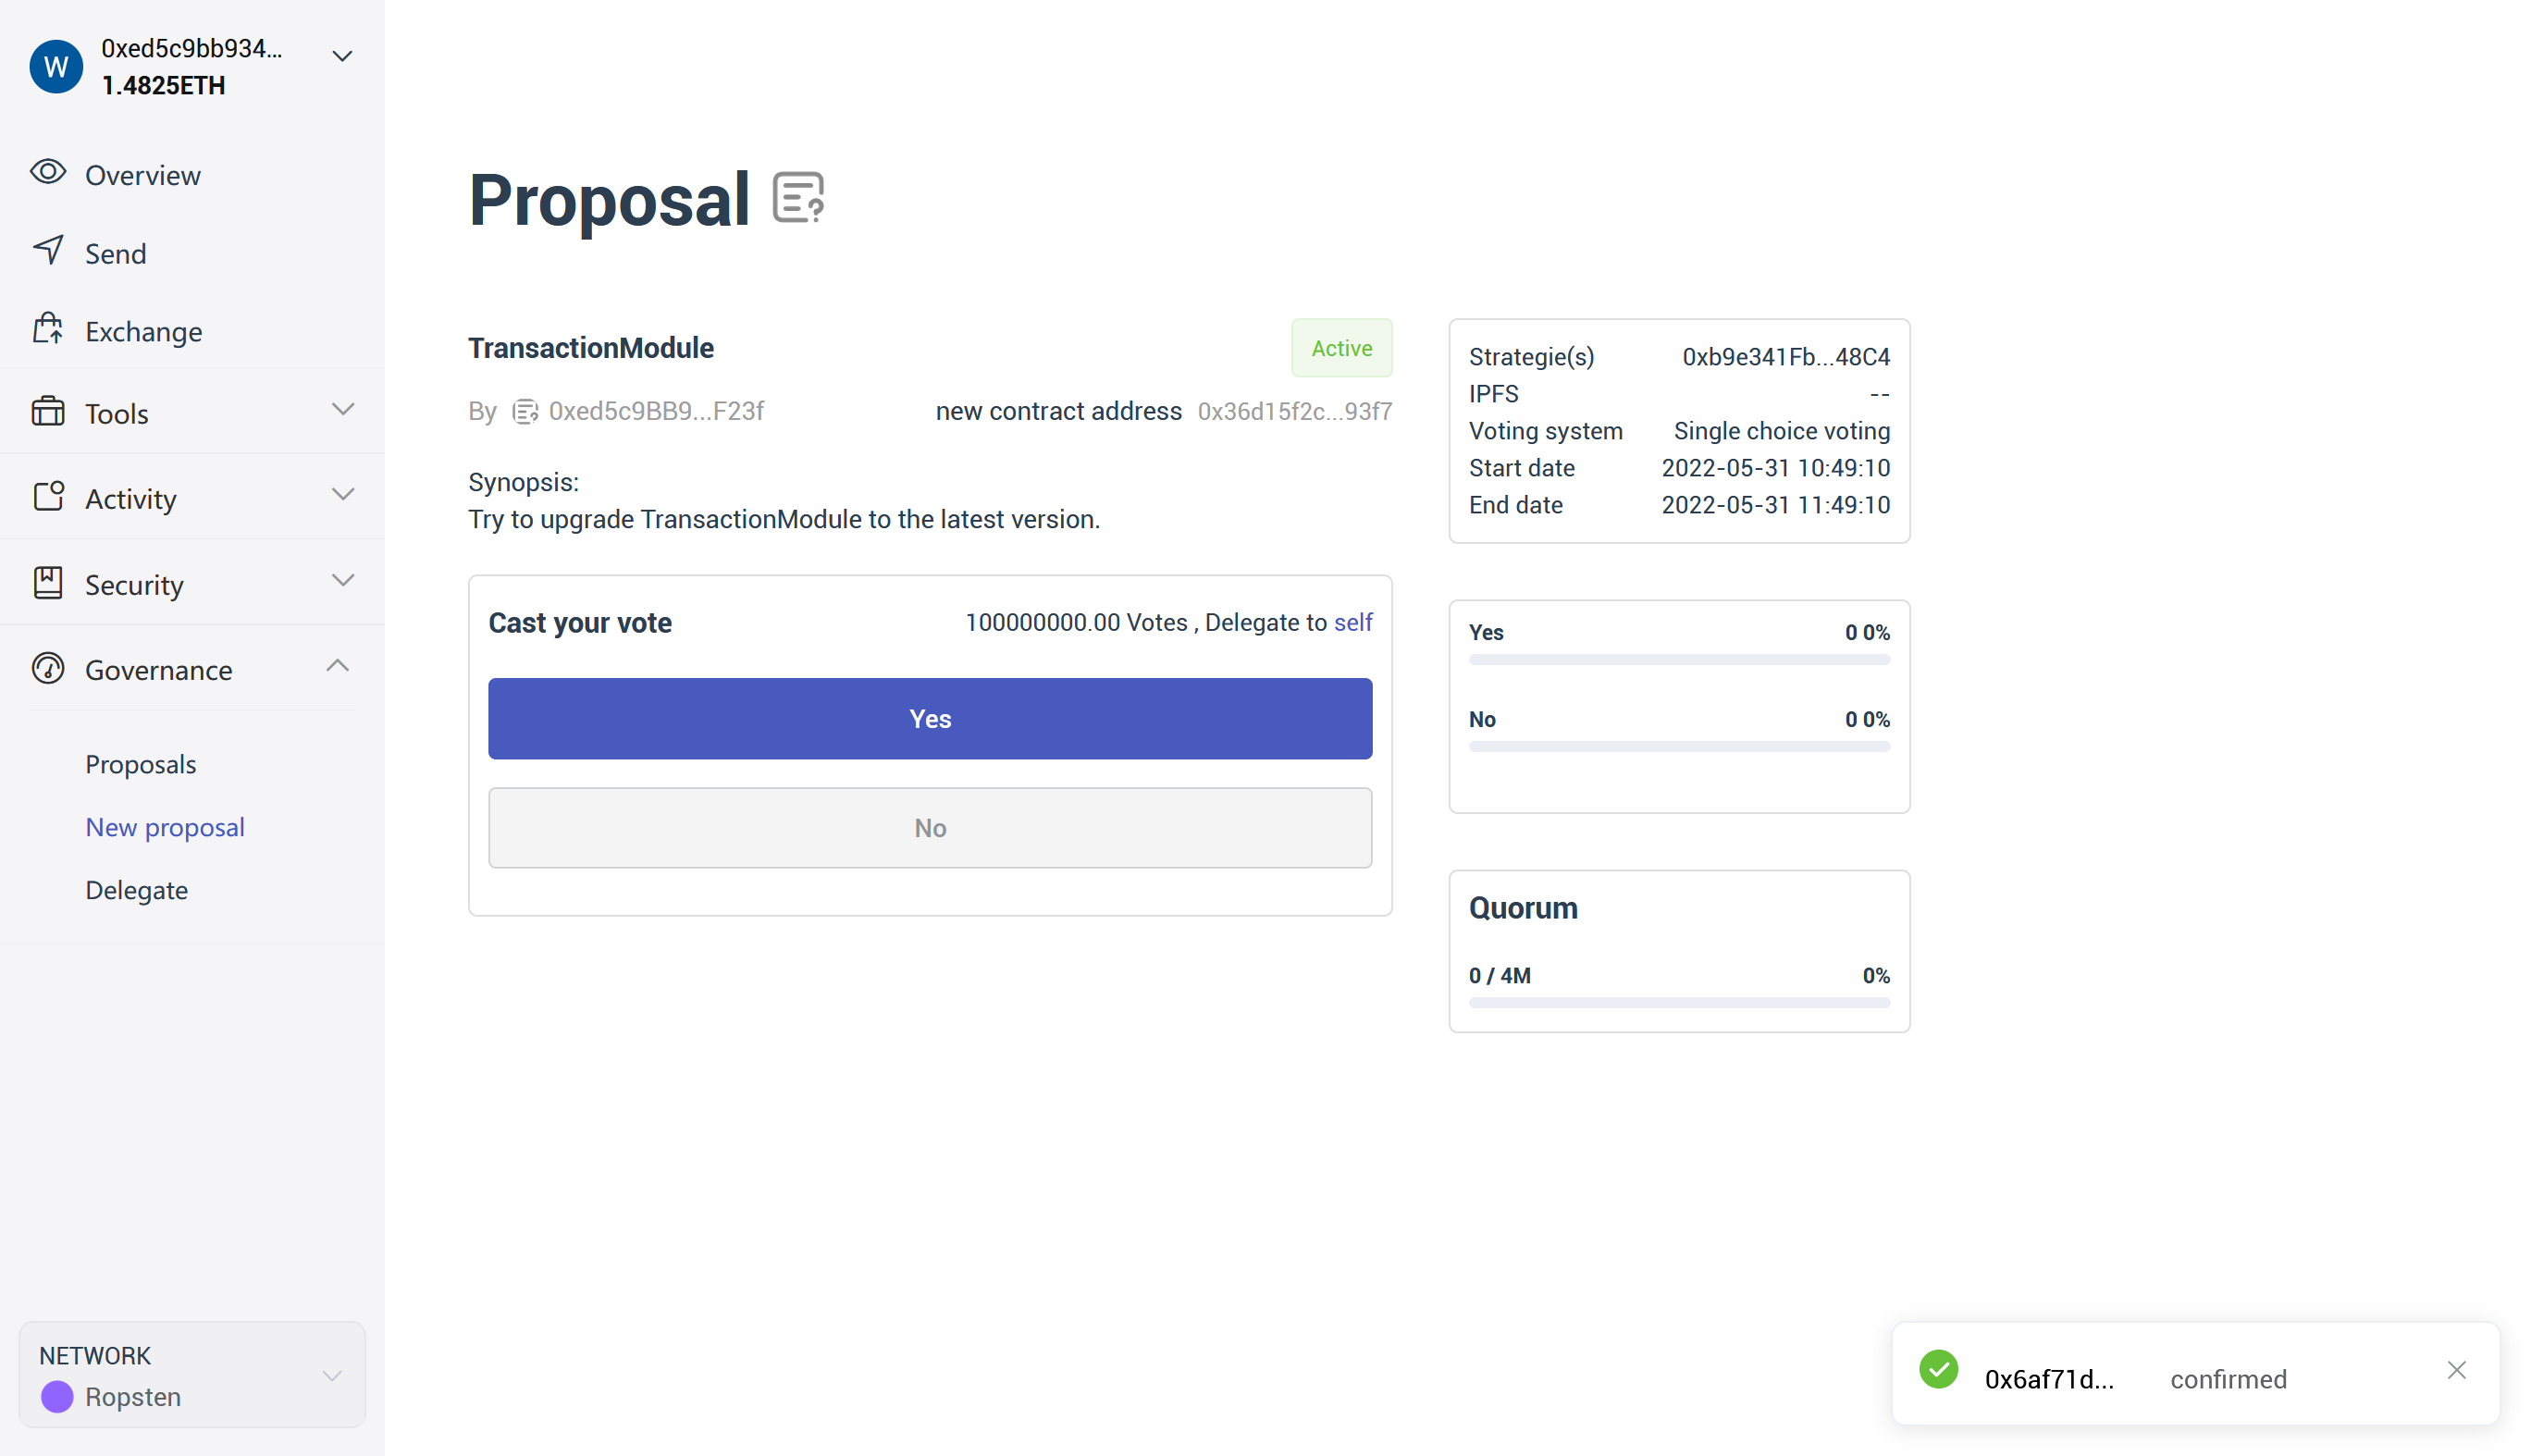 W
0xed5c9bb934...
1.4825ETH
Overview
Send
Exchange
Tools
Activity
Security
Governance
Proposals
New proposal
Delegate
NETWORK
Ropsten
Proposal
TransactionModule
Active
By 0xed5c9BB9...F23f
new contract address 0x36d15f2c...93f7
Synopsis:
Try to upgrade TransactionModule to the latest version.
Cast your vote
100000000.00 Votes , Delegate to self
Yes
No
Strategie(s) 0xb9e341Fb...48C4
IPFS --
Voting system Single choice voting
Start date 2022-05-31 10:49:10
End date 2022-05-31 11:49:10
Yes 0 0%
No 0 0%
Quorum
0 / 4M 0%
0x6af71d... confirmed